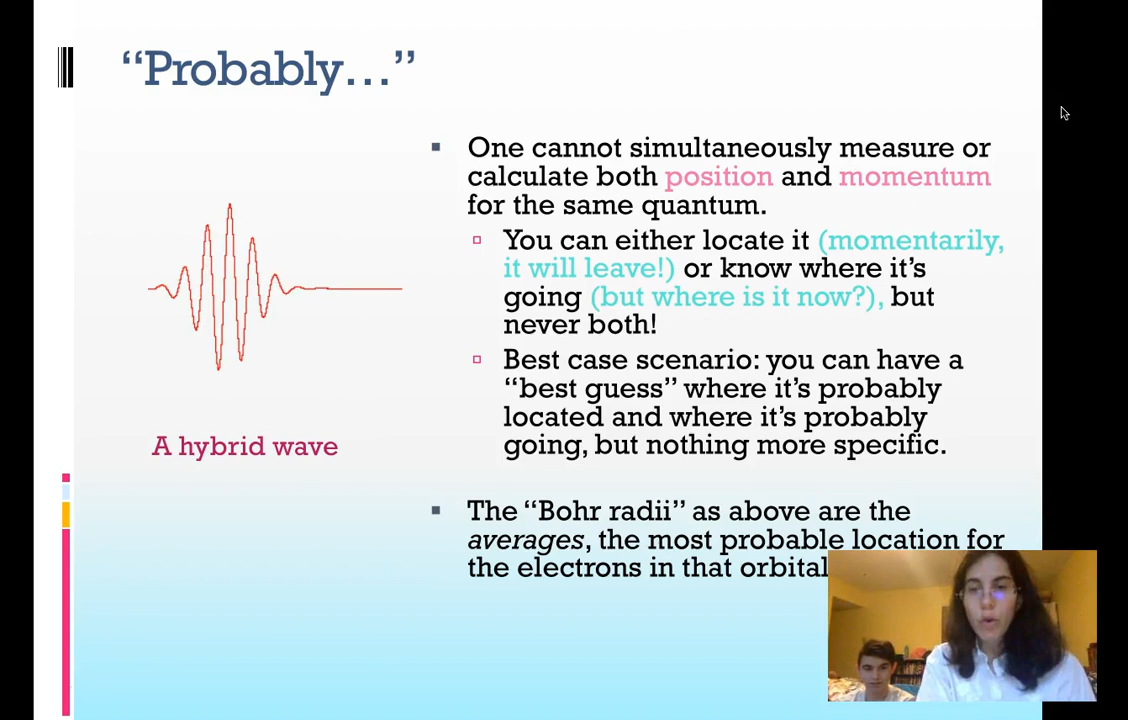 “Probably…”
One cannot simultaneously measure or
calculate both position and momentum
for the same quantum.
You can either locate it (momentarily,
it will leave!) or know where it’s
going (but where is it now?), but
never both!
Best case scenario: you can have a
“best guess” where it’s probably
located and where it’s probably
going, but nothing more specific.
A hybrid wave
The “Bohr radii” as above are the
averages, the most probable location for
the electrons in that orbital